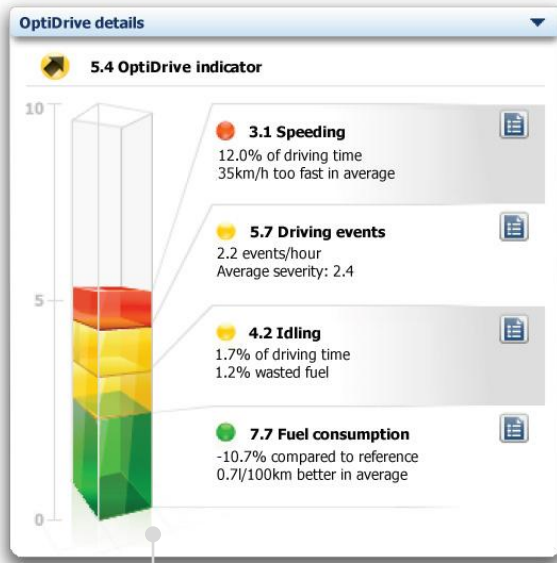 OptiDrive details
5.4 OptiDrive indicator
10
3.1 Speeding
12.0% of driving time
35km/h too fast in average
5.7 Driving events
2.2 events/hour
Average severity: 2.4
5
4.2 Idling
1.7% of driving time
1.2% wasted fuel
7.7 Fuel consumption
-10.7% compared to reference
0.7l/100km better in average
0